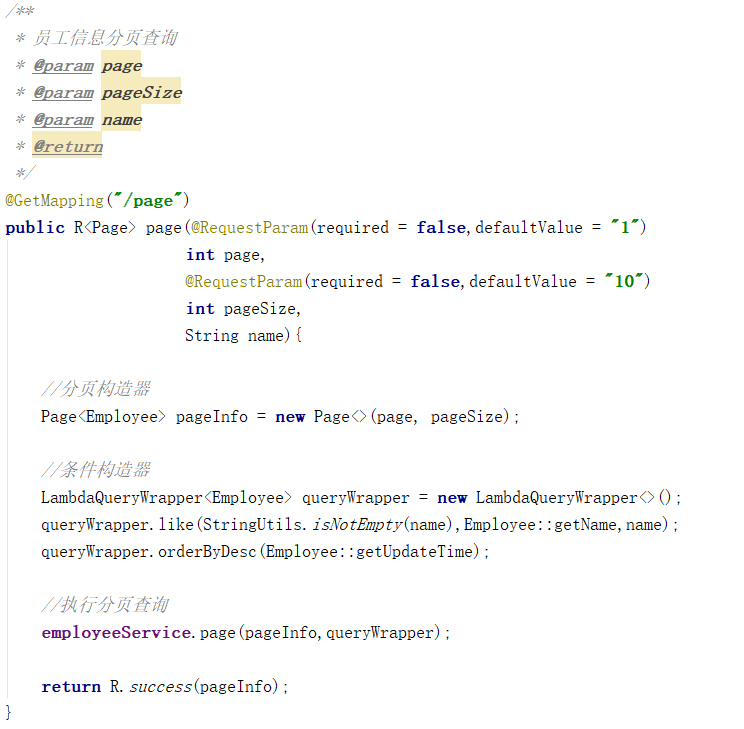 /**
 * 员工信息分页查询
 * @param page
 * @param pageSize
 * @param name
 * @return
 */
@GetMapping("/page")
public R<Page> page(@RequestParam(required = false,defaultValue = "1")
                    int page,
                    @RequestParam(required = false,defaultValue = "10")
                    int pageSize,
                    String name){
    //分页构造器
    Page<Employee> pageInfo = new Page<>(page, pageSize);
    //条件构造器
    LambdaQueryWrapper<Employee> queryWrapper = new LambdaQueryWrapper<>();
    queryWrapper.like(StringUtils.isNotEmpty(name),Employee::getName,name);
    queryWrapper.orderByDesc(Employee::getUpdateTime);
    //执行分页查询
    employeeService.page(pageInfo,queryWrapper);
    return R.success(pageInfo);
}